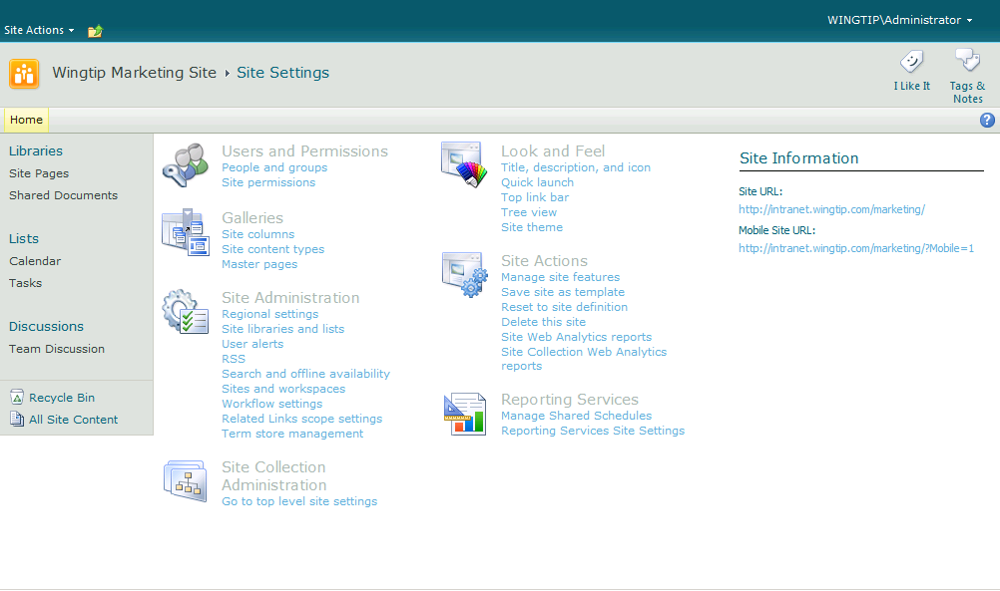 Site Actions
WINGTIP\Administrator
Wingtip Marketing Site
Site Settings
I Like It
Tags &
Notes
Home
Libraries
Site Pages
Shared Documents
Lists
Calendar
Tasks
Discussions
Team Discussion
Recycle Bin
All Site Content
Users and Permissions
People and groups
Site permissions
Galleries
Site columns
Site content types
Master pages
Site Administration
Regional settings
Site libraries and lists
User alerts
RSS
Search and offline availability
Sites and workspaces
Workflow settings
Related Links scope settings
Term store management
Site Collection
Administration
Go to top level site settings
Look and Feel
Title, description, and icon
Quick launch
Top link bar
Tree view
Site theme
Site Actions
Manage site features
Save site as template
Reset to site definition
Delete this site
Site Web Analytics reports
Site Collection Web Analytics
reports
Reporting Services
Manage Shared Schedules
Reporting Services Site Settings
Site Information
Site URL:
http://intranet.wingtip.com/marketing/
Mobile Site URL:
http://intranet.wingtip.com/marketing/?Mobile=1